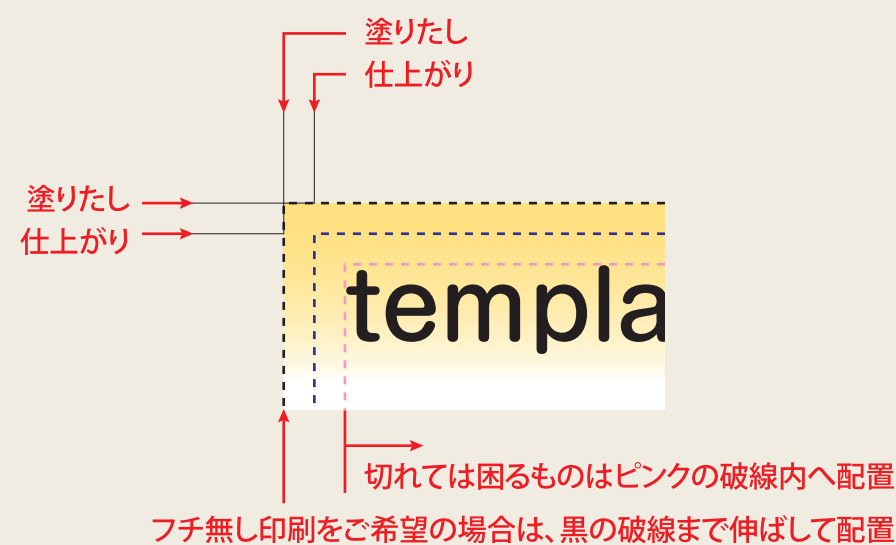 塗りたし
仕上がり
塗りたし
仕上がり
templa
切れては困るものはピンクの破線内へ配置
フチ無し印刷をご希望の場合は、黒の破線まで伸ばして配置